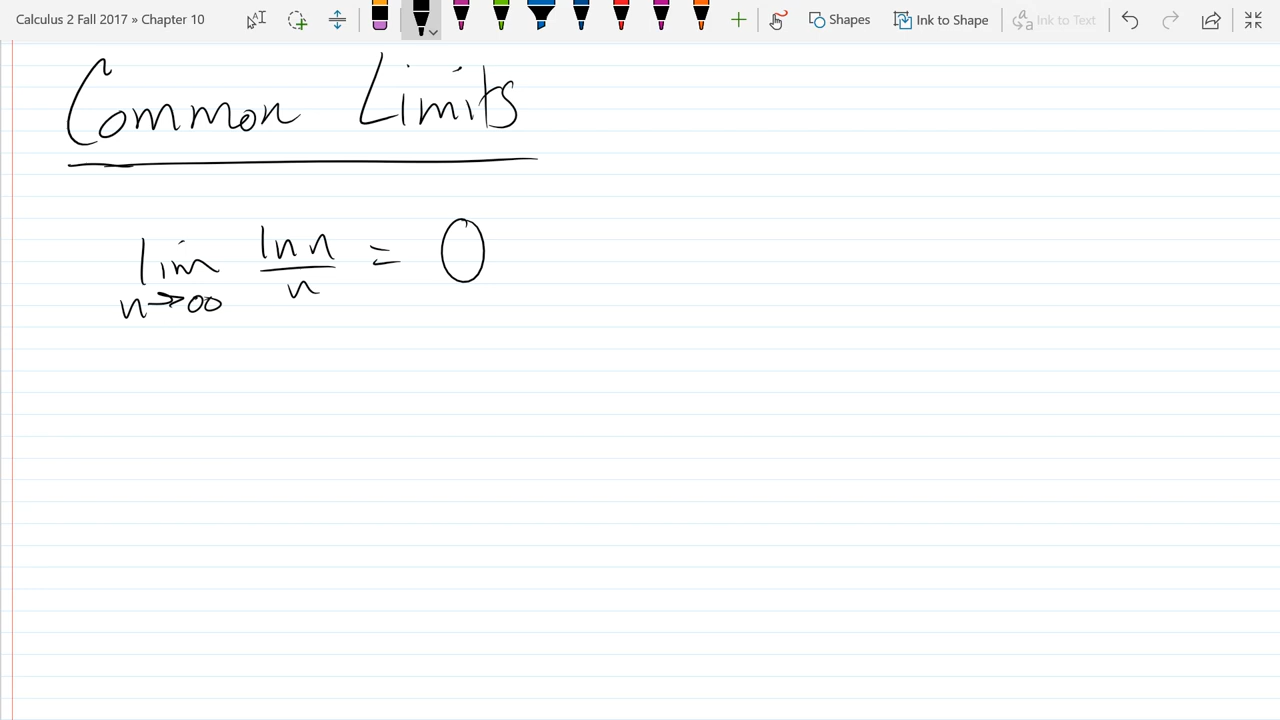 Calculus 2 Fall 2017 » Chapter 10 Shapes Ink to Shape Ink to Text
Common Limits
lim n→∞ ln n / n = 0